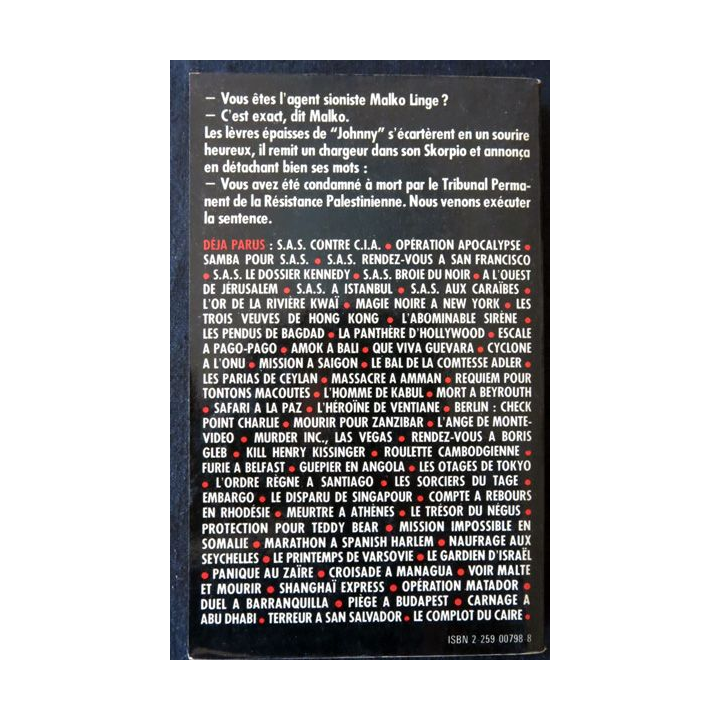 — Vous êtes l'agent sioniste Malko Linge ?
— C'est exact, dit Malko.
Les lèvres épaisses de "Johnny" s'écartèrent en un sourire
heureux, il remit un chargeur dans son Skorpio et annonça
en détachant bien ses mots :
— Vous avez été condamné à mort par le Tribunal Perma-
nent de la Résistance Palestinienne. Nous venons exécuter
la sentence.
DÉJA PARUS : S.A.S. CONTRE C.I.A. • OPÉRATION APOCALYPSE •
SAMBA POUR S.A.S. • S.A.S. RENDEZ-VOUS A SAN FRANCISCO
• S.A.S. LE DOSSIER KENNEDY • S.A.S. BROIE DU NOIR • A L'OUEST
DE JÉRUSALEM • S.A.S. A ISTANBUL • S.A.S. AUX CARAÏBES •
L'OR DE LA RIVIÈRE KWAÏ • MAGIE NOIRE A NEW YORK • LES
TROIS VEUVES DE HONG KONG • L'ABOMINABLE SIRÈNE •
LES PENDUS DE BAGDAD • LA PANTHÈRE D'HOLLYWOOD • ESCALE
A PAGO-PAGO • AMOK A BALI • QUE VIVA GUEVARA • CYCLONE
A L'ONU • MISSION A SAIGON • LE BAL DE LA COMTESSE ADLER •
LES PARIAS DE CEYLAN • MASSACRE A AMMAN • REQUIEM POUR
TONTONS MACOUTES • L'HOMME DE KABUL • MORT A BEYROUTH
• SAFARI A LA PAZ • L'HÉROÏNE DE VENTIANE • BERLIN : CHECK
POINT CHARLIE • MOURIR POUR ZANZIBAR • L'ANGE DE MONTE-
VIDEO • MURDER INC., LAS VEGAS • RENDEZ-VOUS A BORIS
GLEB • KILL HENRY KISSINGER • ROULETTE CAMBODGIENNE •
FURIE A BELFAST • GUEPIER EN ANGOLA • LES OTAGES DE TOKYO
• L'ORDRE RÈGNE A SANTIAGO • LES SORCIERS DU TAGE •
EMBARGO • LE DISPARU DE SINGAPOUR • COMPTE A REBOURS
EN RHODÉSIE • MEURTRE A ATHÈNES • LE TRÉSOR DU NÉGUS •
PROTECTION POUR TEDDY BEAR • MISSION IMPOSSIBLE EN
SOMALIE • MARATHON A SPANISH HARLEM • NAUFRAGE AUX
SEYCHELLES • LE PRINTEMPS DE VARSOVIE • LE GARDIEN D'ISRAËL
• PANIQUE AU ZAÏRE • CROISADE A MANAGUA • VOIR MALTE
ET MOURIR • SHANGHAÏ EXPRESS • OPÉRATION MATADOR •
DUEL A BARRANQUILLA • PIÈGE A BUDAPEST • CARNAGE A
ABU DHABI • TERREUR A SAN SALVADOR • LE COMPLOT DU CAIRE •
ISBN 2-259 00798-8